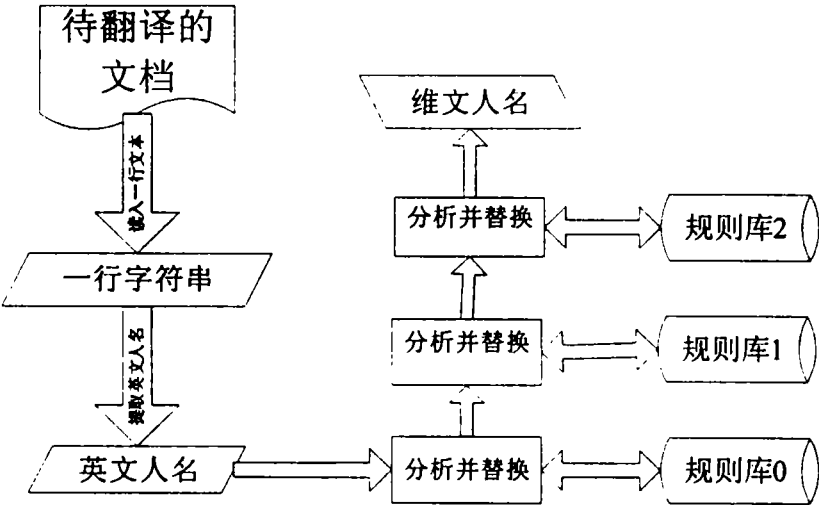 待翻译的
文档
读入一行文本
一行字符串
提取英文人名
英文人名
分析并替换
规则库0
分析并替换
规则库1
分析并替换
规则库2
维文人名